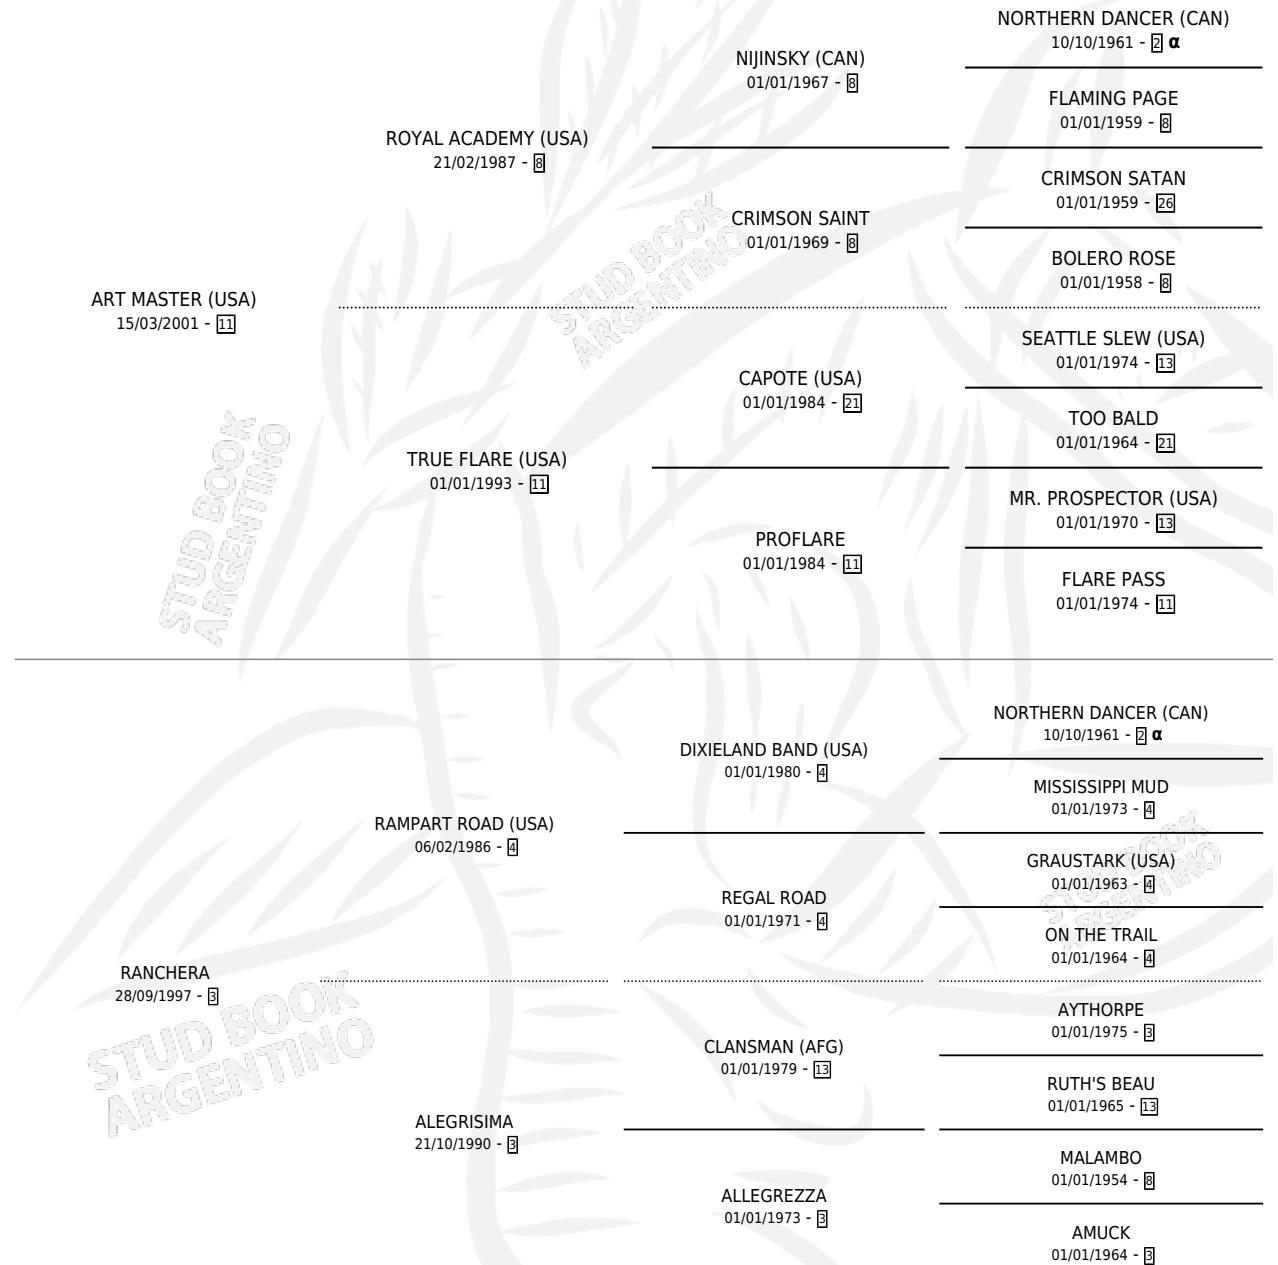 NORTHERN DANCER (CAN)
10/10/1961 - 2 α
NIJINSKY (CAN)
01/01/1967 - 8
FLAMING PAGE
01/01/1959 - 8
ROYAL ACADEMY (USA)
21/02/1987 - 8
CRIMSON SATAN
01/01/1959 - 26
CRIMSON SAINT
01/01/1969 - 8
BOLERO ROSE
01/01/1958 - 8
ART MASTER (USA)
15/03/2001 - 11
SEATTLE SLEW (USA)
01/01/1974 - 13
CAPOTE (USA)
01/01/1984 - 21
TOO BALD
01/01/1964 - 21
TRUE FLARE (USA)
01/01/1993 - 11
MR. PROSPECTOR (USA)
01/01/1970 - 13
PROFLARE
01/01/1984 - 11
FLARE PASS
01/01/1974 - 11
STUD BOOK
ARGENTINO
STUD BOOK
ARGENTINO
NORTHERN DANCER (CAN)
10/10/1961 - 2 α
DIXIELAND BAND (USA)
01/01/1980 - 4
MISSISSIPPI MUD
01/01/1973 - 4
RAMPART ROAD (USA)
06/02/1986 - 4
GRAUSTARK (USA)
01/01/1963 - 4
REGAL ROAD
01/01/1971 - 4
ON THE TRAIL
01/01/1964 - 4
RANCHERA
28/09/1997 - 3
AYTHORPE
01/01/1975 - 3
CLANSMAN (AFG)
01/01/1979 - 13
RUTH'S BEAU
01/01/1965 - 13
ALEGRISIMA
21/10/1990 - 3
MALAMBO
01/01/1954 - 8
ALLEGREZZA
01/01/1973 - 3
AMUCK
01/01/1964 - 3
STUD BOOK
ARGENTINO
STUD BOOK
ARGENTINO